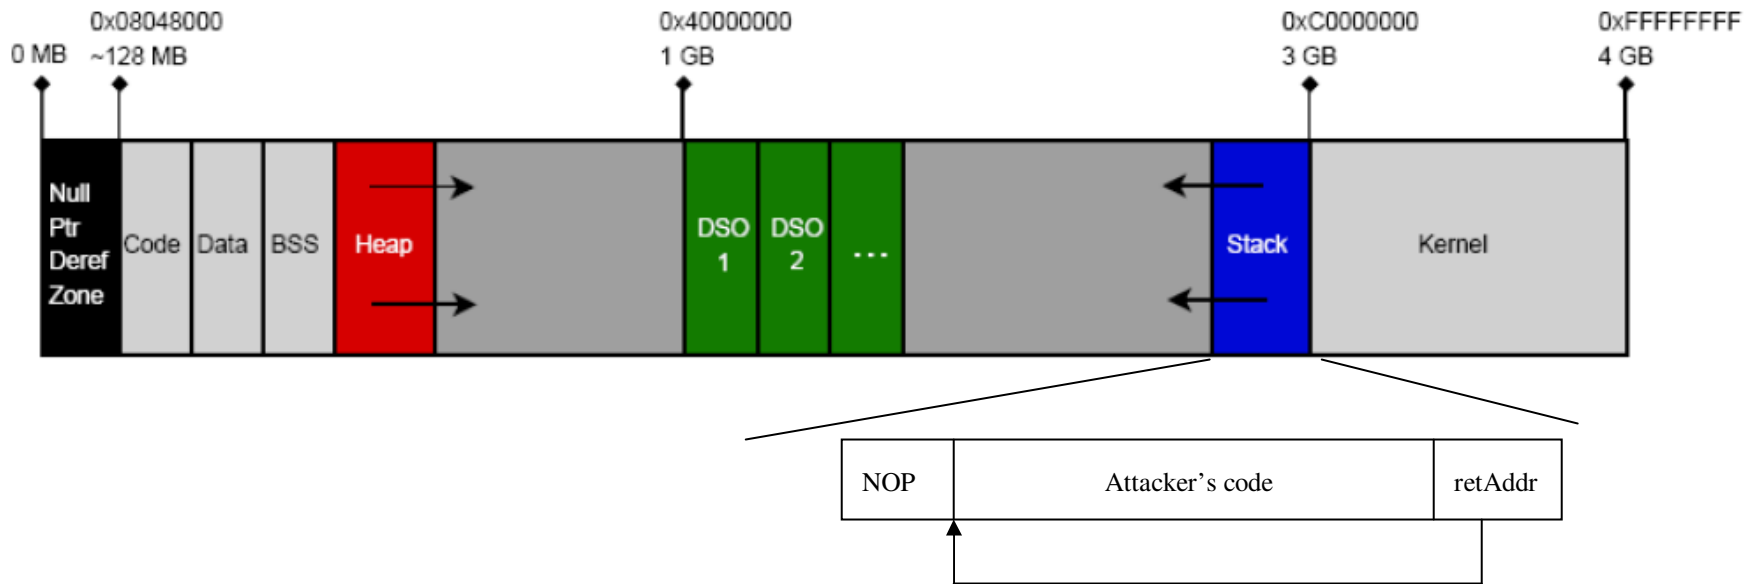 0x08048000
0x40000000
0xC0000000
0xFFFFFFFF
0 MB
~128 MB
1 GB
3 GB
4 GB
Null
Ptr
Deref
Zone
Code
Data
BSS
Heap
DSO
1
DSO
2
...
Stack
Kernel
NOP
Attacker’s code
retAddr